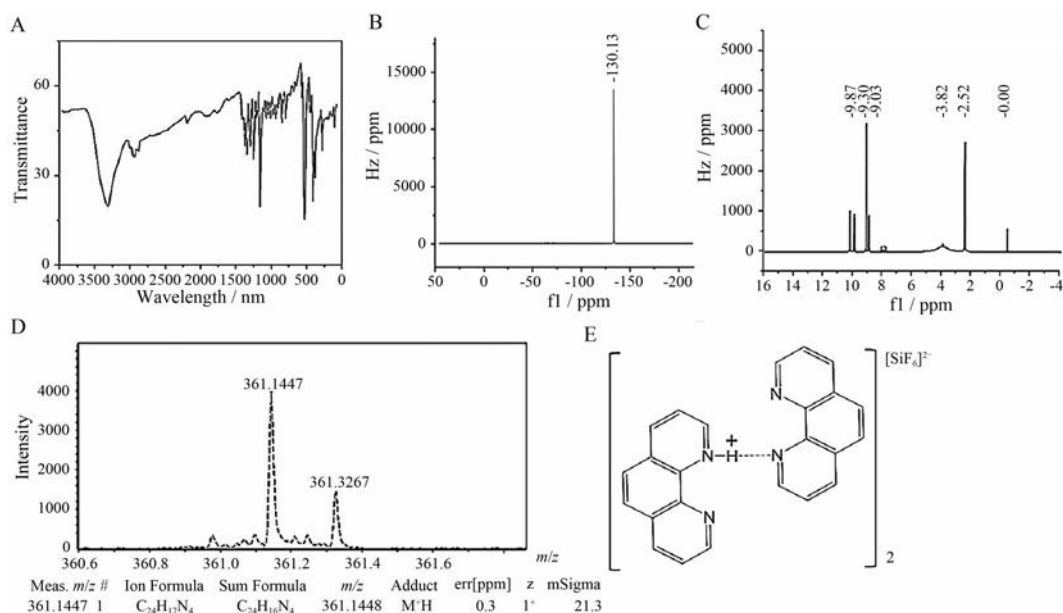 A
Transmittance
60
30
0
4000 3500 3000 2500 2000 1500 1000 500 0
Wavelength / nm
B
Hz / ppm
15000
10000
5000
0
-130.13
50 0 -50 -100 -150 -200
f1 / ppm
C
Hz / ppm
5000
4000
3000
2000
1000
0
-9.87
-9.30
-9.03
-3.82
-2.52
-0.00
16 14 12 10 8 6 4 2 0 -2 -4
f1 / ppm
D
Intensity
4000
3000
2000
1000
0
361.1447
361.3267
360.6 360.8 361.0 361.2 361.4 361.6
m/z
Meas. m/z # Ion Formula Sum Formula m/z Adduct err[ppm] z mSigma
361.1447 1 C24H17N4 C24H16N4 361.1448 M+H 0.3 1+ 21.3
E
[SiF6]2−
N
N
+
N H N
N
2